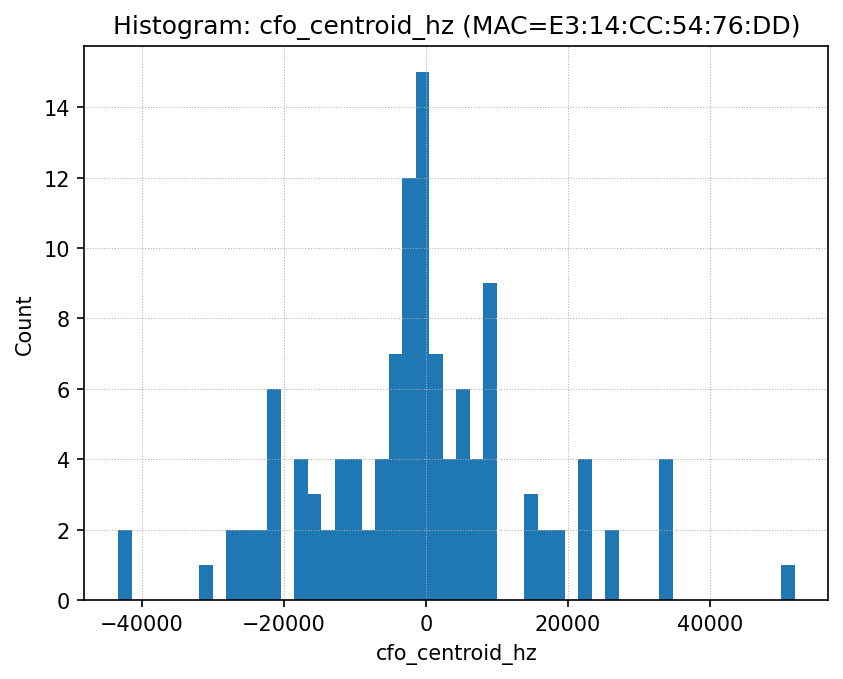 Histogram: cfo_centroid_hz (MAC=E3:14:CC:54:76:DD)
14
12
10
8
6
4
2
0
Count
−40000 −20000 0 20000 40000
cfo_centroid_hz